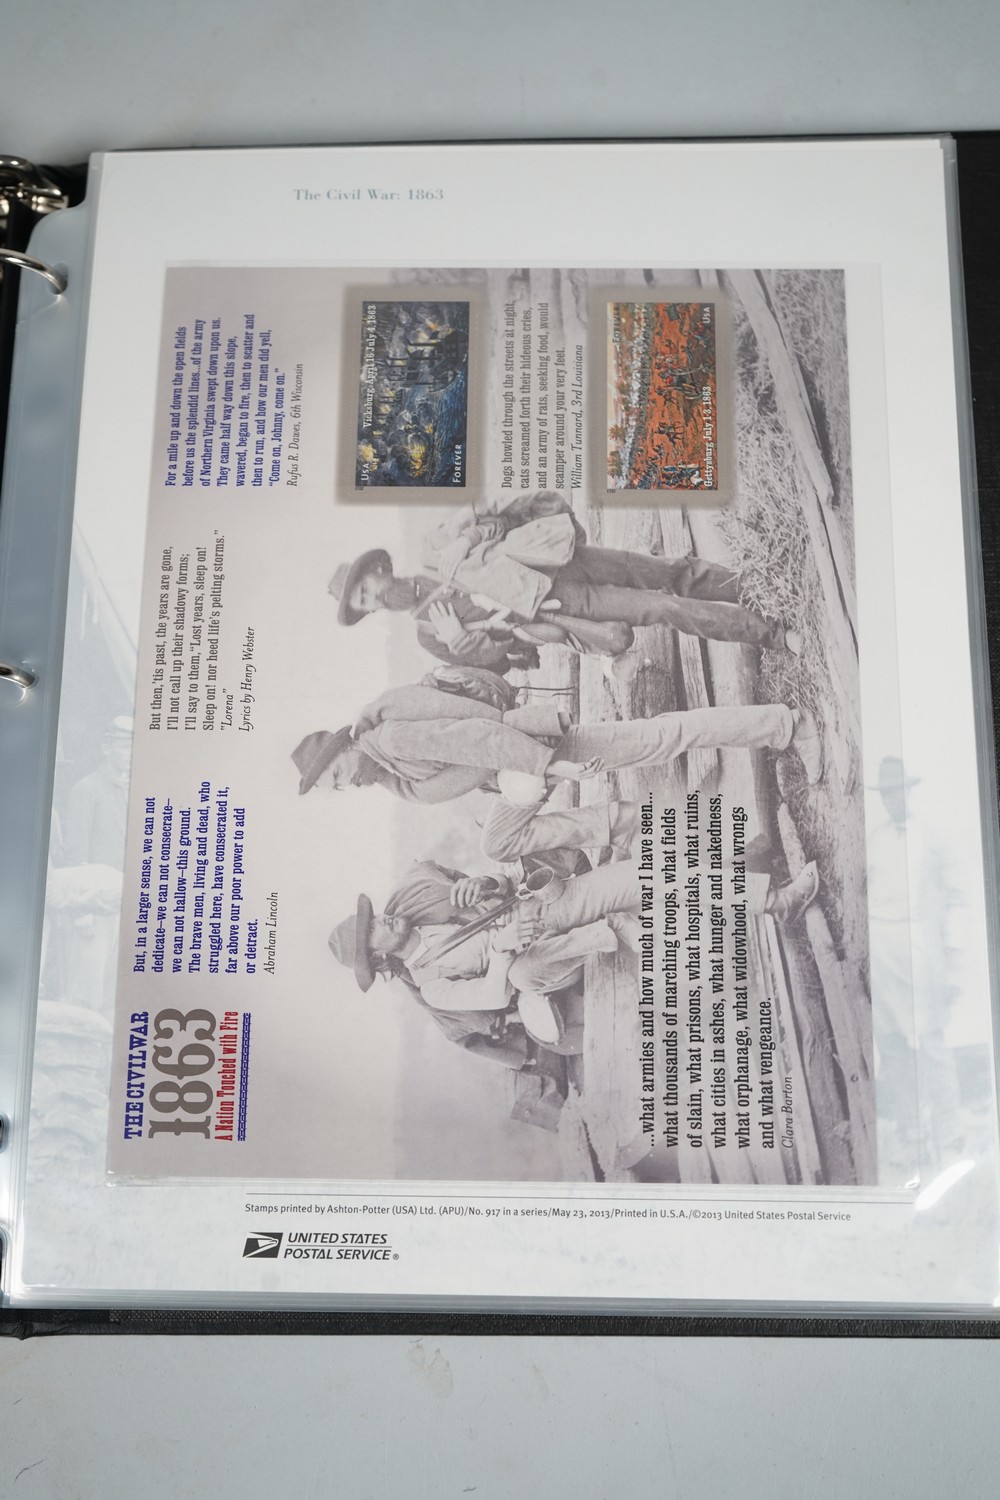 The Civil War: 1863
THE CIVIL WAR
1863
A Nation Touched with Fire
But, in a larger sense, we can not
dedicate—we can not consecrate—
we can not hallow—this ground.
The brave men, living and dead, who
struggled here, have consecrated it,
far above our poor power to add
or detract.
Abraham Lincoln
But then, 'tis past, the years are gone,
I'll not call up their shadowy forms;
I'll say to them, "Lost years, sleep on!
Sleep on! nor heed life's pelting storms."
"Lorena"
Lyrics by Henry Webster
For a mile up and down the open fields
before us the splendid lines...of the army
of Northern Virginia swept down upon us.
They came half way down this slope,
wavered, began to fire, then to scatter and
then to run, and how our men did yell,
"Come on, Johnny, come on."
Rufus R. Dawes, 6th Wisconsin
USA Vicksburg, April 16-July 4, 1863
FOREVER
Dogs howled through the streets at night,
cats screamed forth their hideous cries,
and an army of rats, seeking food, would
scamper around your very feet.
William Tunnard, 3rd Louisiana
FOREVER
Gettysburg July 1-3, 1863 USA
...what armies and how much of war I have seen...
what thousands of marching troops, what fields
of slain, what prisons, what hospitals, what ruins,
what cities in ashes, what hunger and nakedness,
what orphanage, what widowhood, what wrongs
and what vengeance.
Clara Barton
Stamps printed by Ashton-Potter (USA) Ltd. (APU)/No. 917 in a series/May 23, 2013/Printed in U.S.A./©2013 United States Postal Service
UNITED STATES
POSTAL SERVICE®